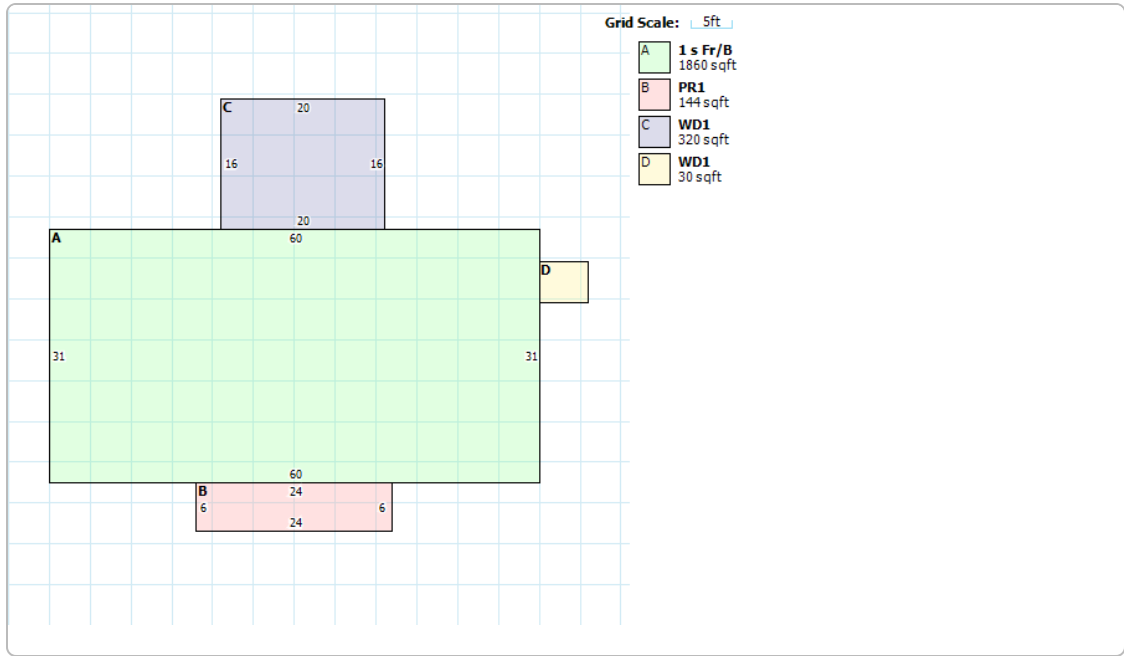 Grid Scale: 5ft
A 1 s Fr/B
1860 sqft
B PR1
144 sqft
C WD1
320 sqft
D WD1
30 sqft
C 20
16 16
20
A 60
D
31 31
60
B 24
6 6
24